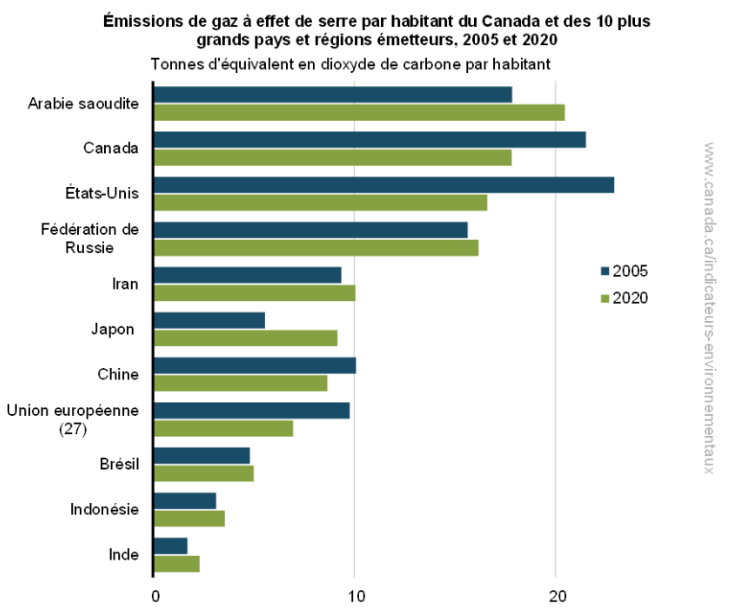 Émissions de gaz à effet de serre par habitant du Canada et des 10 plus
grands pays et régions émetteurs, 2005 et 2020
Tonnes d'équivalent en dioxyde de carbone par habitant
Arabie saoudite
Canada
États-Unis
Fédération de
Russie
Iran
Japon
Chine
Union européenne
(27)
Brésil
Indonésie
Inde
0
10
20
2005
2020
www.canada.ca/indicateurs-environnementaux